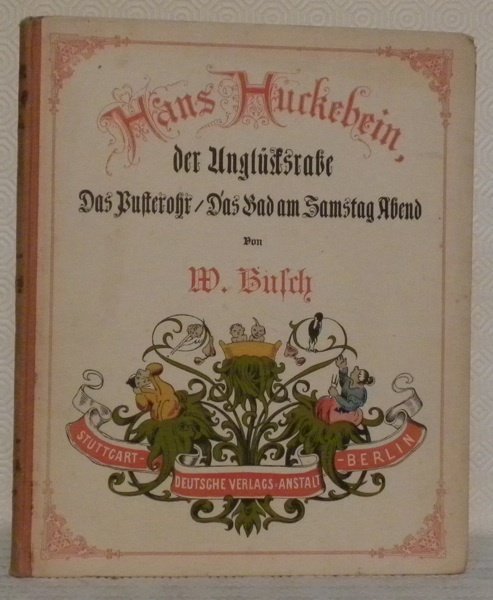 Hans Huckebein,
der Unglücksrabe
Das Pusterohr / Das Bad am Samstag Abend
Von
W. Busch
STUTTGART- DEUTSCHE VERLAGS-ANSTALT -BERLIN